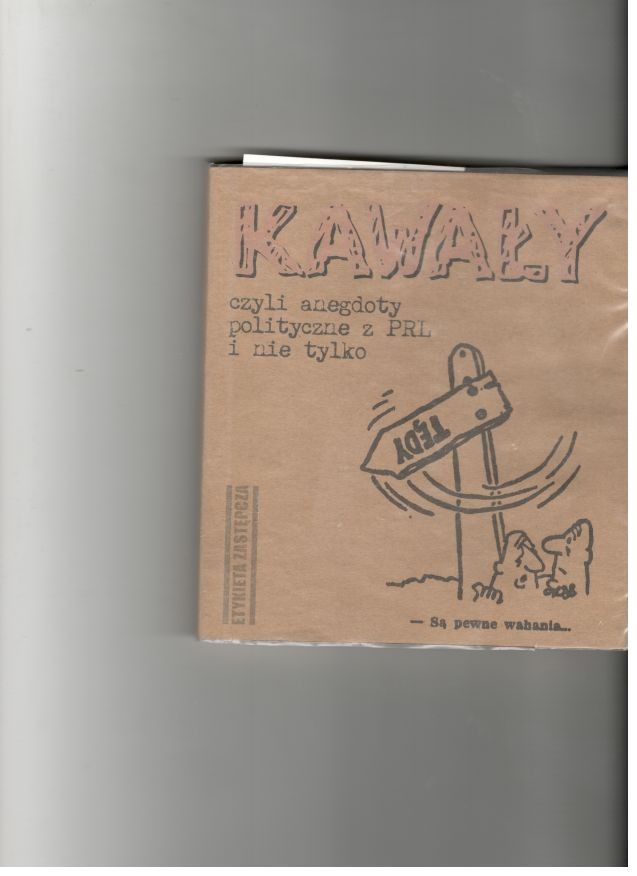 KAWAŁY
czyli anegdoty
polityczne z PRL
i nie tylko
TĘDY
ETYKIETA ZASTĘPCZA
— Są pewne wahania...